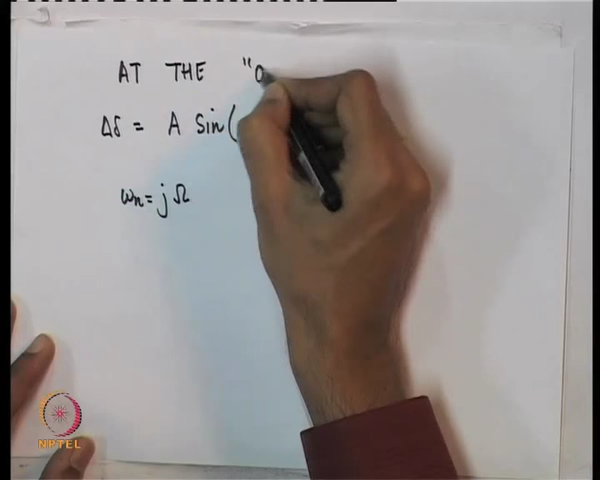 AT THE "O
Δδ = A Sin(
ωn = jΩ
NPTEL